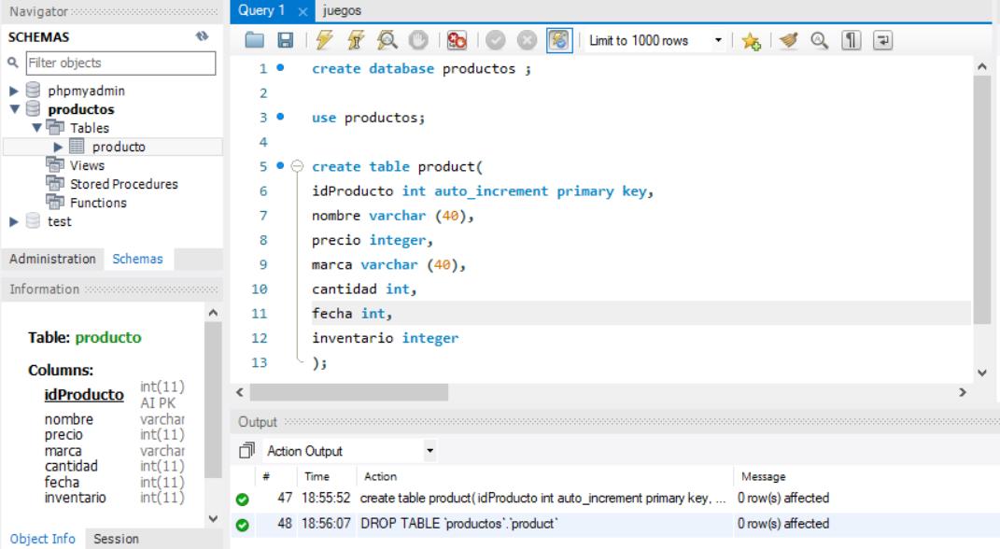 Navigator
SCHEMAS
Filter objects
phpmyadmin
productos
Tables
producto
Views
Stored Procedures
Functions
test
Administration Schemas
Information
Table: producto
Columns:
idProducto int(11) AI PK
nombre varchar
precio int(11)
marca varchar
cantidad int(11)
fecha int(11)
inventario int(11)
Object Info Session
Query 1 juegos
Limit to 1000 rows
1 create database productos ;
2
3 use productos;
4
5 create table product(
6 idProducto int auto_increment primary key,
7 nombre varchar (40),
8 precio integer,
9 marca varchar (40),
10 cantidad int,
11 fecha int,
12 inventario integer
13 );
Output
Action Output
# Time Action Message
47 18:55:52 create table product( idProducto int auto_increment primary key, ... 0 row(s) affected
48 18:56:07 DROP TABLE `productos`.`product` 0 row(s) affected